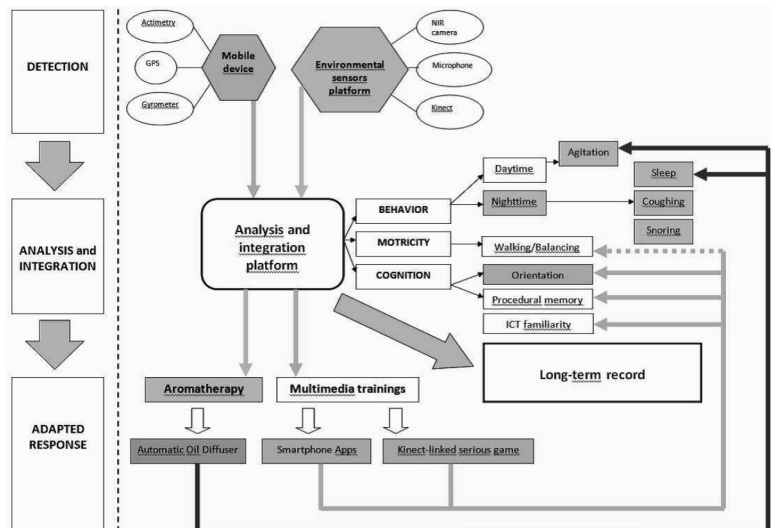 DETECTION
ANALYSIS and
INTEGRATION
ADAPTED
RESPONSE
Actimetry
GPS
Gyrometer
Mobile
device
Environmental
sensors
platform
NIR
camera
Microphone
Kinect
Analysis and
integration
platform
BEHAVIOR
MOTRICITY
COGNITION
Daytime
Nighttime
Agitation
Sleep
Coughing
Snoring
Walking/Balancing
Orientation
Procedural memory
ICT familiarity
Long-term record
Aromatherapy
Multimedia trainings
Automatic Oil Diffuser
Smartphone Apps
Kinect-linked serious game